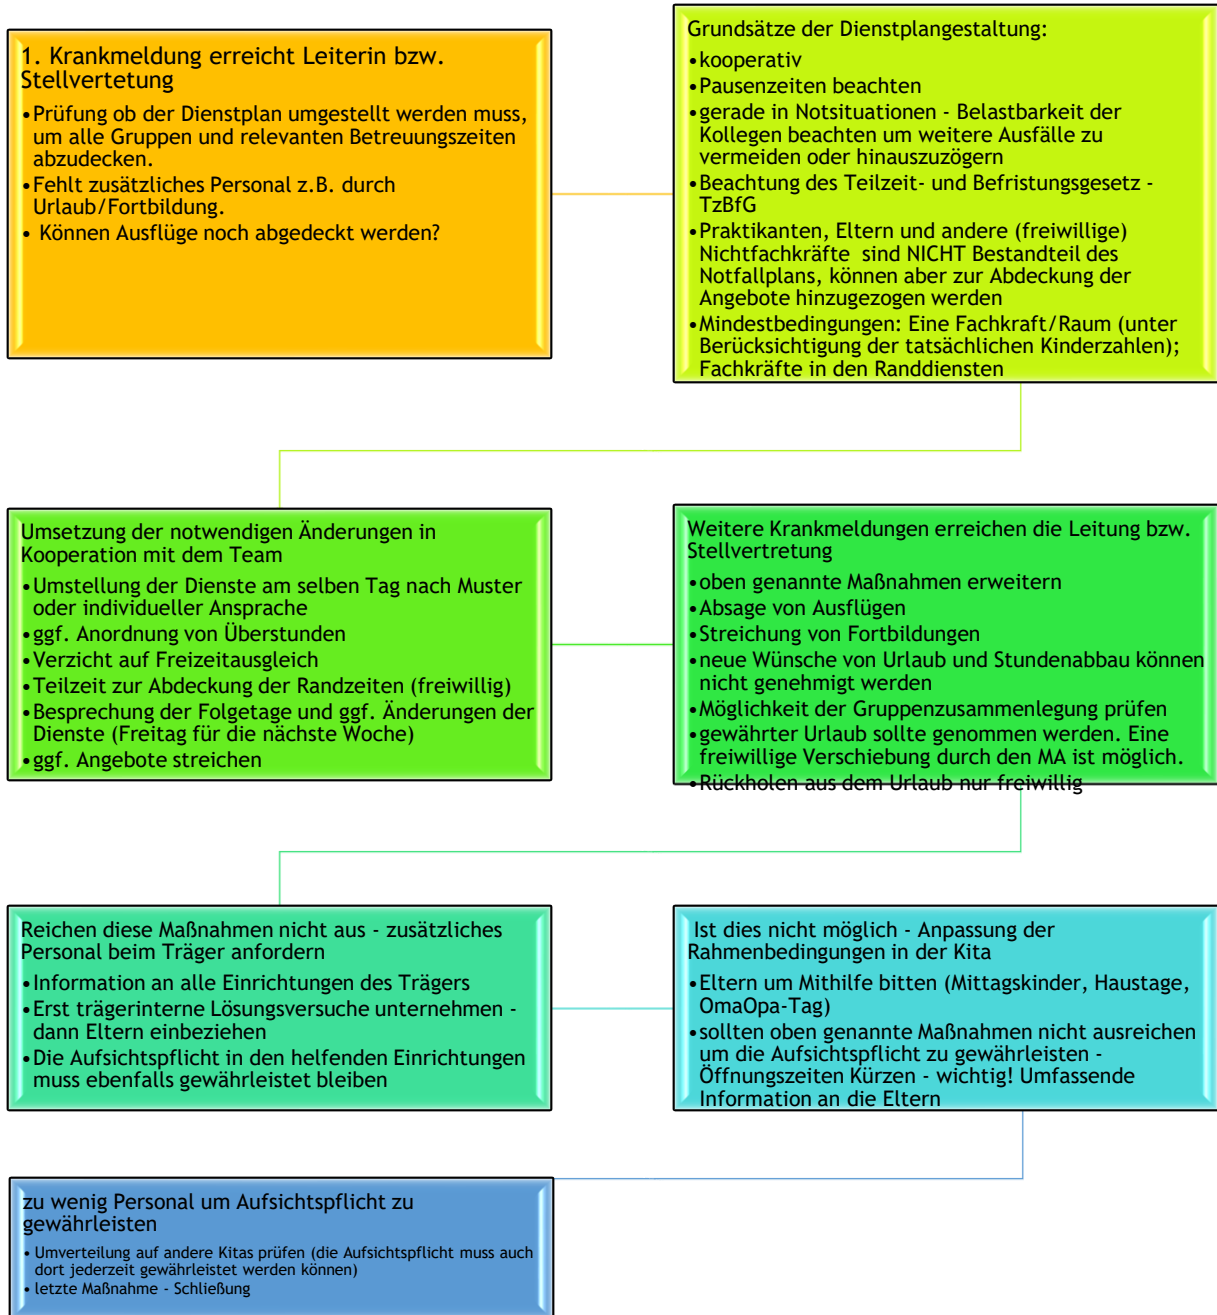 1. Krankmeldung erreicht Leiterin bzw.
Stellvertetung
•Prüfung ob der Dienstplan umgestellt werden muss,
um alle Gruppen und relevanten Betreuungszeiten
abzudecken.
•Fehlt zusätzliches Personal z.B. durch
Urlaub/Fortbildung.
• Können Ausflüge noch abgedeckt werden?
Grundsätze der Dienstplangestaltung:
•kooperativ
•Pausenzeiten beachten
•gerade in Notsituationen - Belastbarkeit der
Kollegen beachten um weitere Ausfälle zu
vermeiden oder hinauszuzögern
•Beachtung des Teilzeit- und Befristungsgesetz -
TzBfG
•Praktikanten, Eltern und andere (freiwillige)
Nichtfachkräfte sind NICHT Bestandteil des
Notfallplans, können aber zur Abdeckung der
Angebote hinzugezogen werden
•Mindestbedingungen: Eine Fachkraft/Raum (unter
Berücksichtigung der tatsächlichen Kinderzahlen);
Fachkräfte in den Randdiensten
Umsetzung der notwendigen Änderungen in
Kooperation mit dem Team
•Umstellung der Dienste am selben Tag nach Muster
oder individueller Ansprache
•ggf. Anordnung von Überstunden
•Verzicht auf Freizeitausgleich
•Teilzeit zur Abdeckung der Randzeiten (freiwillig)
•Besprechung der Folgetage und ggf. Änderungen der
Dienste (Freitag für die nächste Woche)
•ggf. Angebote streichen
Weitere Krankmeldungen erreichen die Leitung bzw.
Stellvertretung
•oben genannte Maßnahmen erweitern
•Absage von Ausflügen
•Streichung von Fortbildungen
•neue Wünsche von Urlaub und Stundenabbau können
nicht genehmigt werden
•Möglichkeit der Gruppenzusammenlegung prüfen
•gewährter Urlaub sollte genommen werden. Eine
freiwillige Verschiebung durch den MA ist möglich.
•Rückholen aus dem Urlaub nur freiwillig
Reichen diese Maßnahmen nicht aus - zusätzliches
Personal beim Träger anfordern
•Information an alle Einrichtungen des Trägers
•Erst trägerinterne Lösungsversuche unternehmen -
dann Eltern einbeziehen
•Die Aufsichtspflicht in den helfenden Einrichtungen
muss ebenfalls gewährleistet bleiben
Ist dies nicht möglich - Anpassung der
Rahmenbedingungen in der Kita
•Eltern um Mithilfe bitten (Mittagskinder, Haustage,
OmaOpa-Tag)
•sollten oben genannte Maßnahmen nicht ausreichen
um die Aufsichtspflicht zu gewährleisten -
Öffnungszeiten Kürzen - wichtig! Umfassende
Information an die Eltern
zu wenig Personal um Aufsichtspflicht zu
gewährleisten
• Umverteilung auf andere Kitas prüfen (die Aufsichtspflicht muss auch
dort jederzeit gewährleistet werden können)
• letzte Maßnahme - Schließung